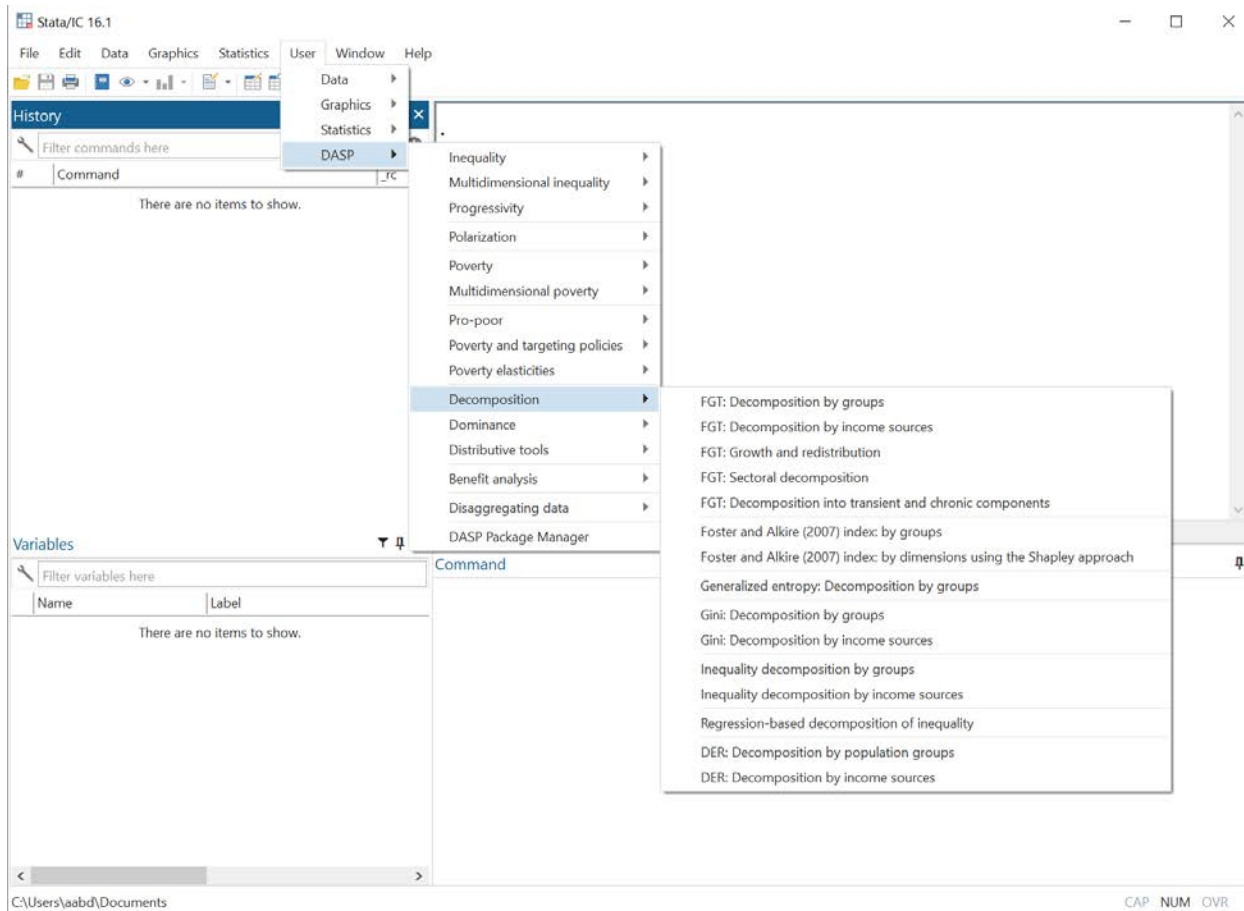 Stata/IC 16.1
File Edit Data Graphics Statistics User Window Help
Data
Graphics
Statistics
DASP
History
Filter commands here
# Command _rc
There are no items to show.
.
Inequality
Multidimensional inequality
Progressivity
Polarization
Poverty
Multidimensional poverty
Pro-poor
Poverty and targeting policies
Poverty elasticities
Decomposition
Dominance
Distributive tools
Benefit analysis
Disaggregating data
DASP Package Manager
FGT: Decomposition by groups
FGT: Decomposition by income sources
FGT: Growth and redistribution
FGT: Sectoral decomposition
FGT: Decomposition into transient and chronic components
Foster and Alkire (2007) index: by groups
Foster and Alkire (2007) index: by dimensions using the Shapley approach
Generalized entropy: Decomposition by groups
Gini: Decomposition by groups
Gini: Decomposition by income sources
Inequality decomposition by groups
Inequality decomposition by income sources
Regression-based decomposition of inequality
DER: Decomposition by population groups
DER: Decomposition by income sources
Variables
Filter variables here
Name Label
There are no items to show.
Command
C:\Users\aabd\Documents
CAP NUM OVR